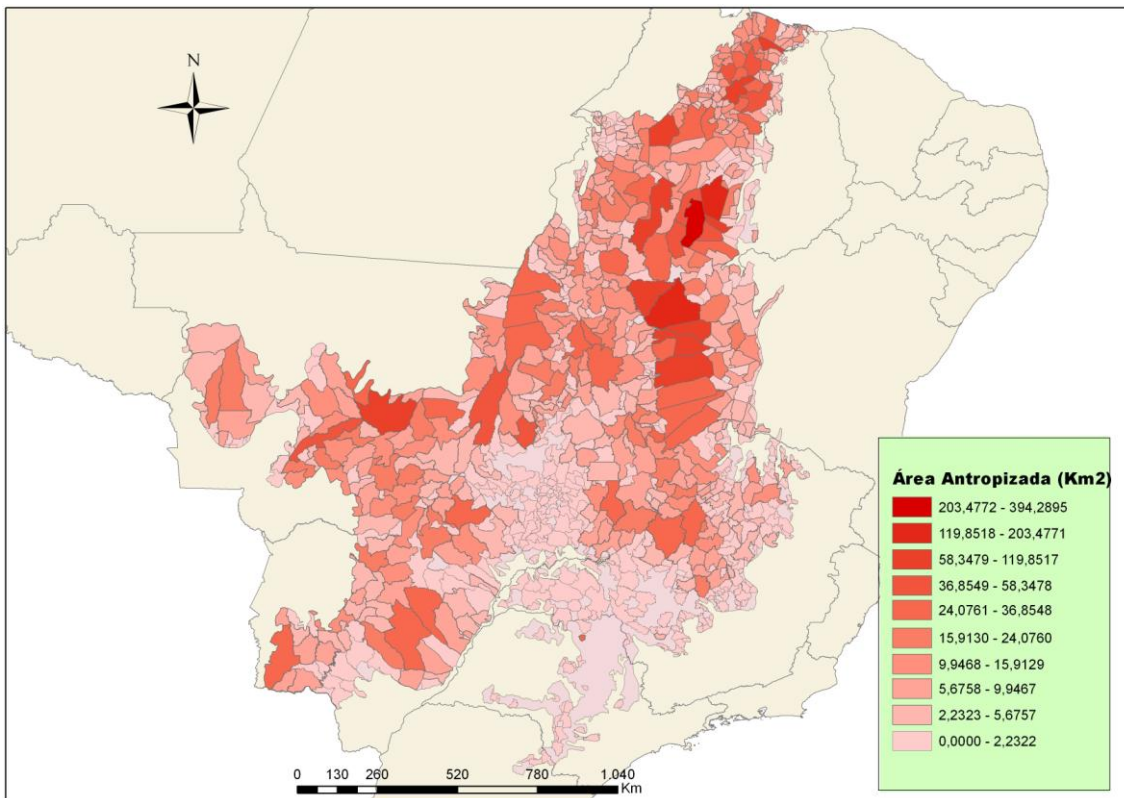 N
Área Antropizada (Km2)
203,4772 - 394,2895
119,8518 - 203,4771
58,3479 - 119,8517
36,8549 - 58,3478
24,0761 - 36,8548
15,9130 - 24,0760
9,9468 - 15,9129
5,6758 - 9,9467
2,2323 - 5,6757
0,0000 - 2,2322
0 130 260 520 780 1.040
Km